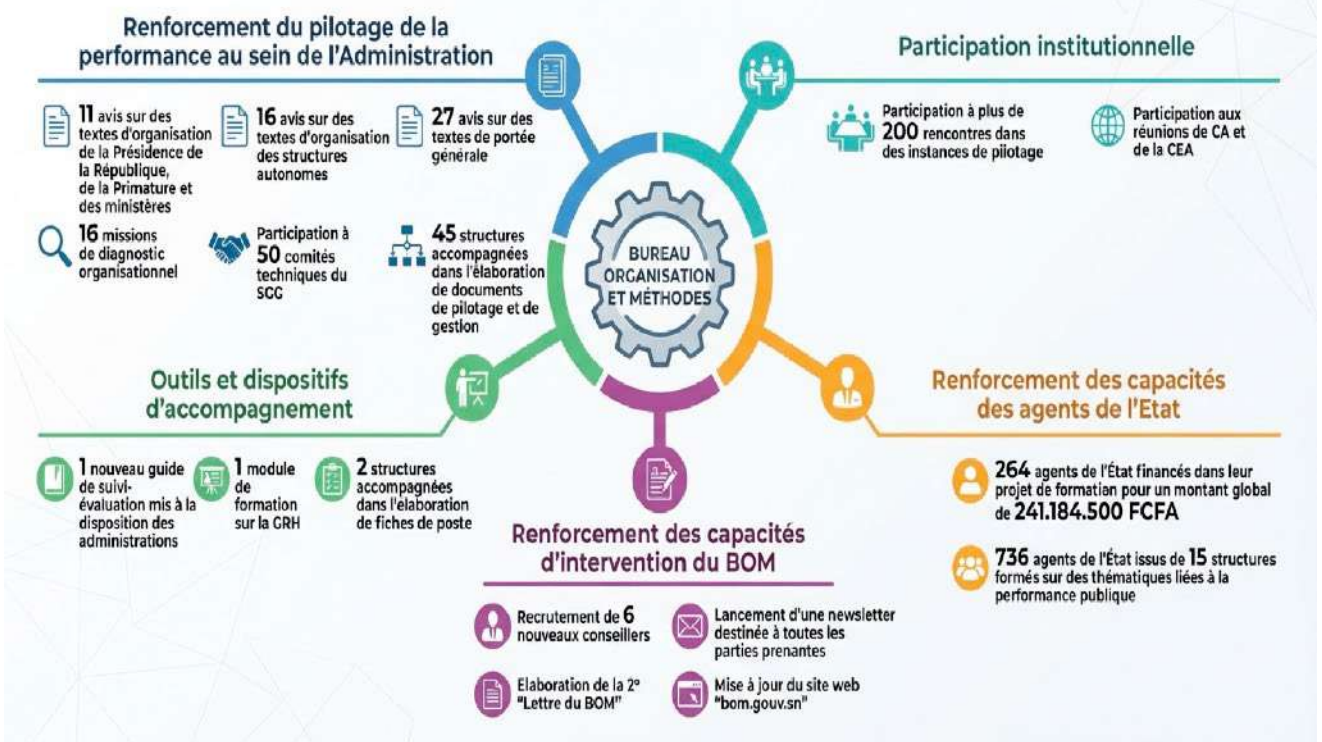 Renforcement du pilotage de la
performance au sein de l'Administration
11 avis sur des
textes d'organisation
de la Présidence de
la République,
de la Primature et
des ministères
16 avis sur des
textes d'organisation
des structures
autonomes
27 avis sur des
textes de portée
générale
16 missions
de diagnostic
organisationnel
Participation à
50 comités
techniques du
SGG
45 structures
accompagnées
dans l'élaboration
de documents
de pilotage et de
gestion
Participation institutionnelle
Participation à plus de
200 rencontres dans
des instances de pilotage
Participation aux
réunions de CA et
de la CEA
BUREAU
ORGANISATION
ET MÉTHODES
Outils et dispositifs
d'accompagnement
1 nouveau guide
de suivi-
évaluation mis à la
disposition des
administrations
1 module
de
formation
sur la GRH
2 structures
accompagnées
dans l'élaboration
de fiches de poste
Renforcement des capacités
d'intervention du BOM
Recrutement de 6
nouveaux conseillers
Lancement d'une newsletter
destinée à toutes les
parties prenantes
Elaboration de la 2°
"Lettre du BOM"
Mise à jour du site web
"bom.gouv.sn"
Renforcement des capacités
des agents de l'Etat
264 agents de l'État financés dans leur
projet de formation pour un montant global
de 241.184.500 FCFA
736 agents de l'État issus de 15 structures
formés sur des thématiques liées à la
performance publique